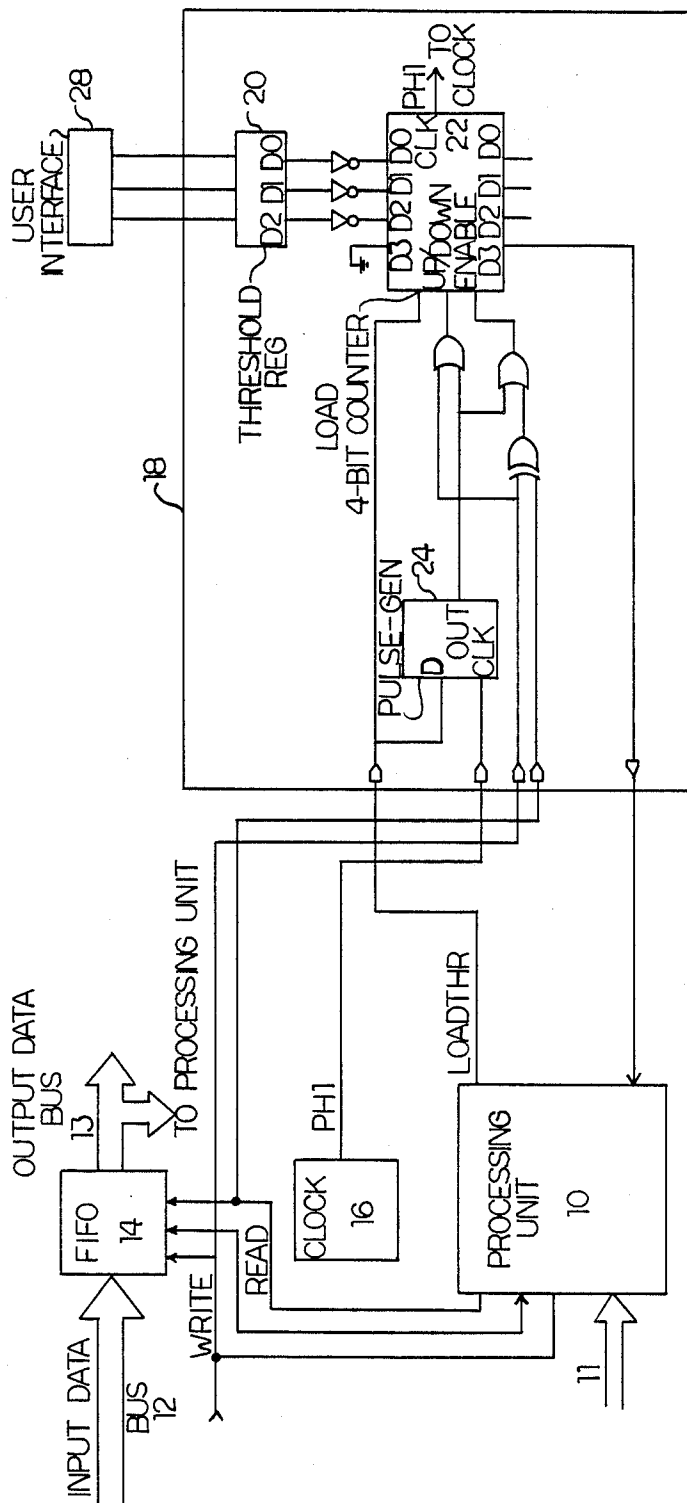 INPUT DATA
BUS
12
FIFO
14
OUTPUT DATA
BUS
13
TO PROCESSING UNIT
WRITE
READ
CLOCK
16
PH1
LOADTHR
PROCESSING
UNIT
10
11
18
USER
INTERFACE
28
THRESHOLD
REG
20
D2 D1 D0
LOAD
4-BIT COUNTER
D3 D2 D1 D0
UP/DOWN
CLK
ENABLE
22
D3 D2 D1 D0
PH1
TO
CLOCK
PULSE-GEN
24
D
OUT
CLK